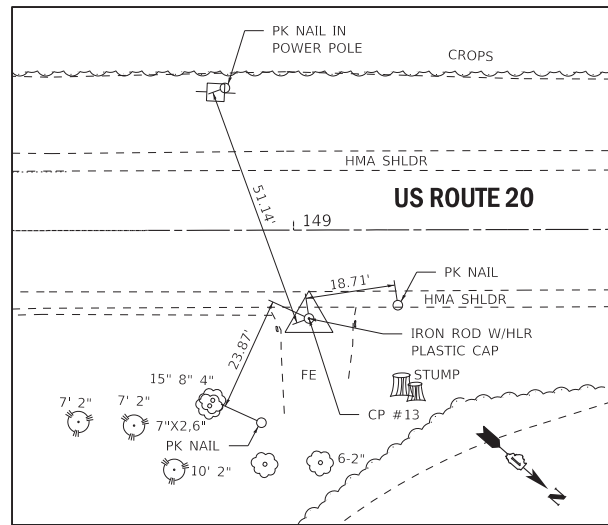 PK NAIL IN
POWER POLE
CROPS
HMA SHLDR
51.14'
US ROUTE 20
149
18.71'
PK NAIL
HMA SHLDR
IRON ROD W/HLR
PLASTIC CAP
23.87'
FE
STUMP
15" 8" 4"
7' 2"
7' 2"
7"X2,6"
CP #13
PK NAIL
10' 2"
6-2"
N